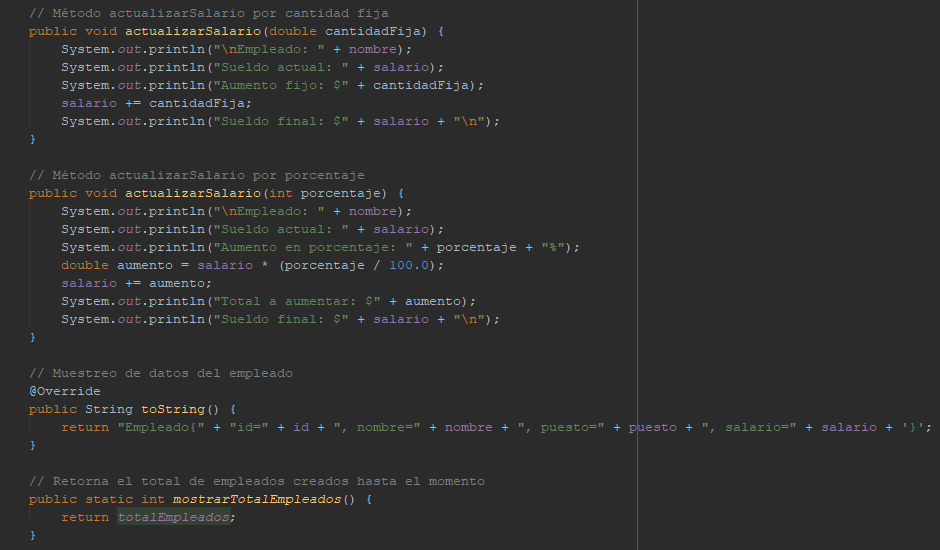 // Método actualizarSalario por cantidad fija
public void actualizarSalario(double cantidadFija) {
System.out.println("\nEmpleado: " + nombre);
System.out.println("Sueldo actual: " + salario);
System.out.println("Aumento fijo: $" + cantidadFija);
salario += cantidadFija;
System.out.println("Sueldo final: $" + salario + "\n");
}
// Método actualizarSalario por porcentaje
public void actualizarSalario(int porcentaje) {
System.out.println("\nEmpleado: " + nombre);
System.out.println("Sueldo actual: " + salario);
System.out.println("Aumento en porcentaje: " + porcentaje + "%");
double aumento = salario * (porcentaje / 100.0);
salario += aumento;
System.out.println("Total a aumentar: $" + aumento);
System.out.println("Sueldo final: $" + salario + "\n");
}
// Muestreo de datos del empleado
@Override
public String toString() {
return "Empleado{" + "id=" + id + ", nombre=" + nombre + ", puesto=" + puesto + ", salario=" + salario + '}';
}
// Retorna el total de empleados creados hasta el momento
public static int mostrarTotalEmpleados() {
return totalEmpleados;
}